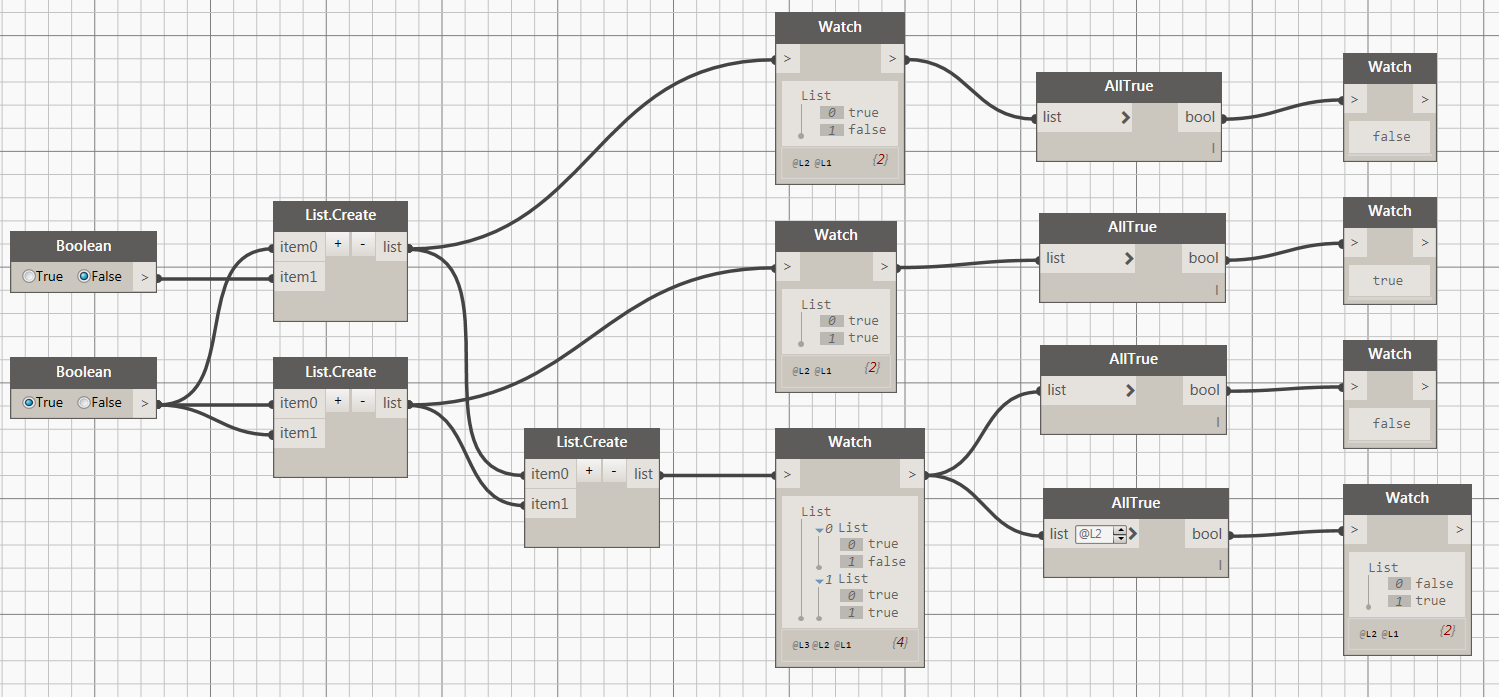 Boolean
True False >
Boolean
True False >
List.Create
item0 + - list
item1
List.Create
item0 + - list
item1
List.Create
item0 + - list
item1
Watch
> >
List
0 true
1 false
@L2 @L1 {2}
Watch
> >
List
0 true
1 true
@L2 @L1 {2}
Watch
> >
List
0 List
0 true
1 false
1 List
0 true
1 true
@L3 @L2 @L1 {4}
AllTrue
list > bool
|
AllTrue
list > bool
|
AllTrue
list > bool
|
AllTrue
list @L2 > bool
|
Watch
> >
false
Watch
> >
true
Watch
> >
false
Watch
> >
List
0 false
1 true
@L2 @L1 {2}